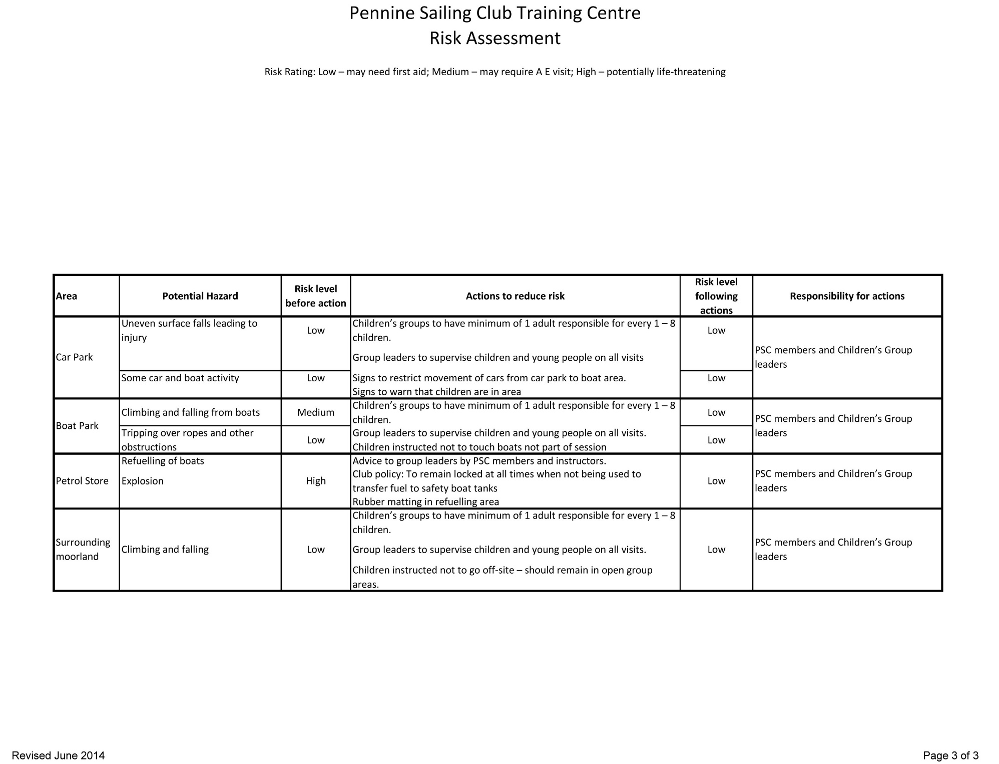 Pennine Sailing Club Training Centre
Risk Assessment
Risk Rating: Low – may need first aid; Medium – may require A E visit; High – potentially life-threatening
Area
Potential Hazard
Risk level
before action
Actions to reduce risk
Risk level
following
actions
Responsibility for actions
Car Park
Uneven surface falls leading to
injury
Low
Children’s groups to have minimum of 1 adult responsible for every 1 – 8
children.
Group leaders to supervise children and young people on all visits
Low
PSC members and Children’s Group
leaders
Some car and boat activity
Low
Signs to restrict movement of cars from car park to boat area.
Signs to warn that children are in area
Low
Boat Park
Climbing and falling from boats
Medium
Children’s groups to have minimum of 1 adult responsible for every 1 – 8
children.
Low
PSC members and Children’s Group
leaders
Tripping over ropes and other
obstructions
Low
Group leaders to supervise children and young people on all visits.
Children instructed not to touch boats not part of session
Low
Petrol Store
Refuelling of boats
Explosion
High
Advice to group leaders by PSC members and instructors.
Club policy: To remain locked at all times when not being used to
transfer fuel to safety boat tanks
Rubber matting in refuelling area
Low
PSC members and Children’s Group
leaders
Surrounding
moorland
Climbing and falling
Low
Children’s groups to have minimum of 1 adult responsible for every 1 – 8
children.
Group leaders to supervise children and young people on all visits.
Children instructed not to go off-site – should remain in open group
areas.
Low
PSC members and Children’s Group
leaders
Revised June 2014
Page 3 of 3